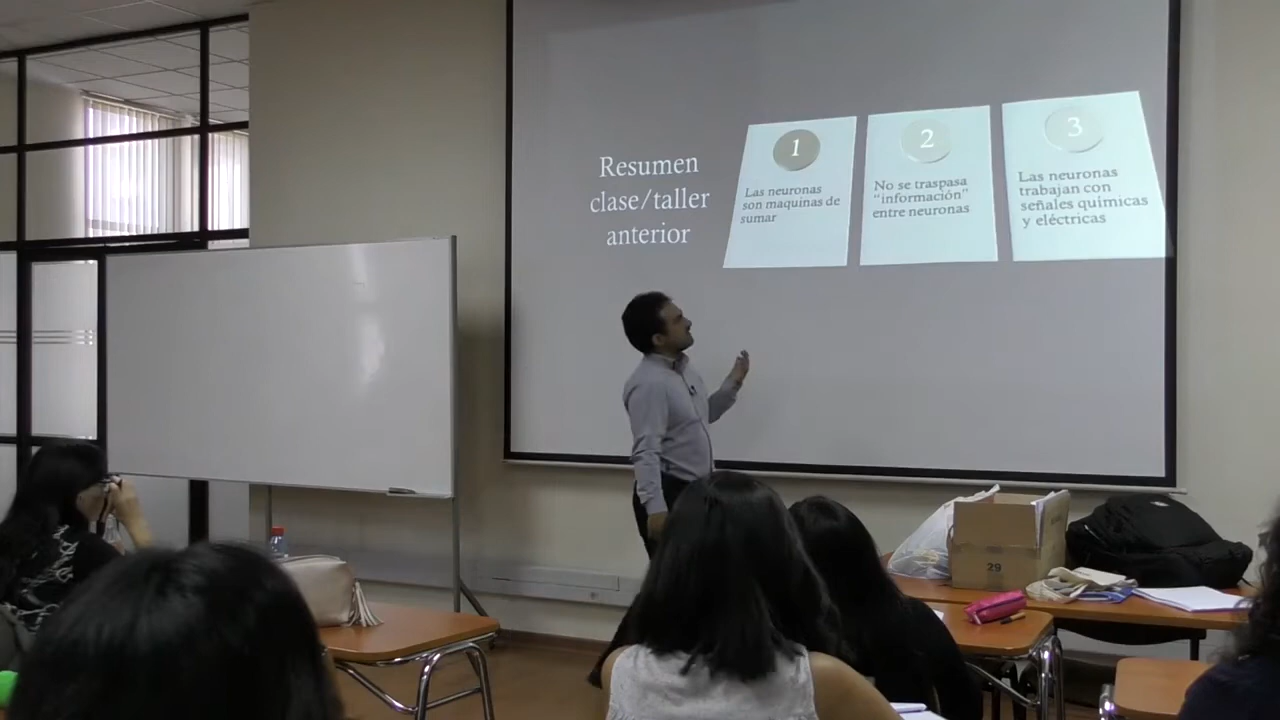 Resumen
clase/taller
anterior
1
Las neuronas
son maquinas de
sumar
2
No se traspasa
“información”
entre neuronas
3
Las neuronas
trabajan con
señales químicas
y eléctricas
29